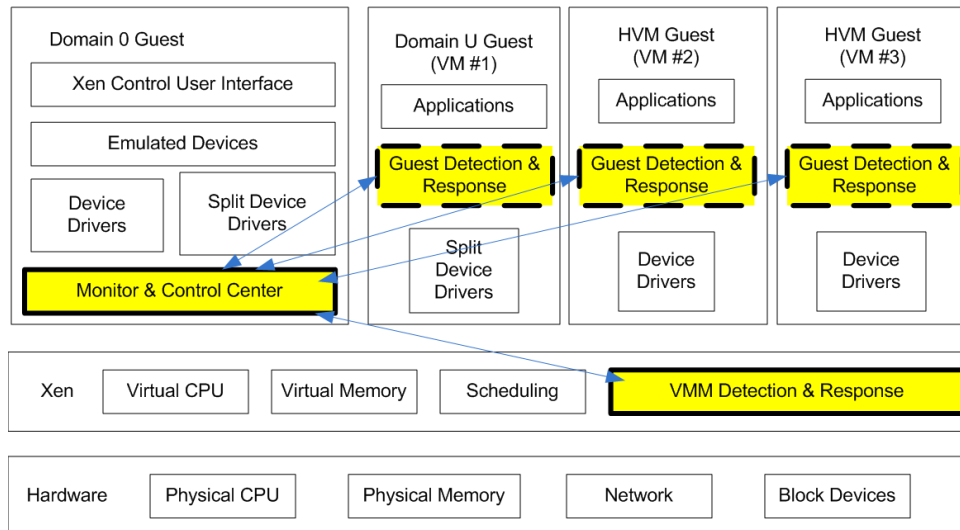 Domain 0 Guest
Xen Control User Interface
Emulated Devices
Device
Drivers
Split Device
Drivers
Monitor & Control Center
Domain U Guest
(VM #1)
Applications
Guest Detection &
Response
Split
Device
Drivers
HVM Guest
(VM #2)
Applications
Guest Detection &
Response
Device
Drivers
HVM Guest
(VM #3)
Applications
Guest Detection &
Response
Device
Drivers
Xen
Virtual CPU
Virtual Memory
Scheduling
VMM Detection & Response
Hardware
Physical CPU
Physical Memory
Network
Block Devices